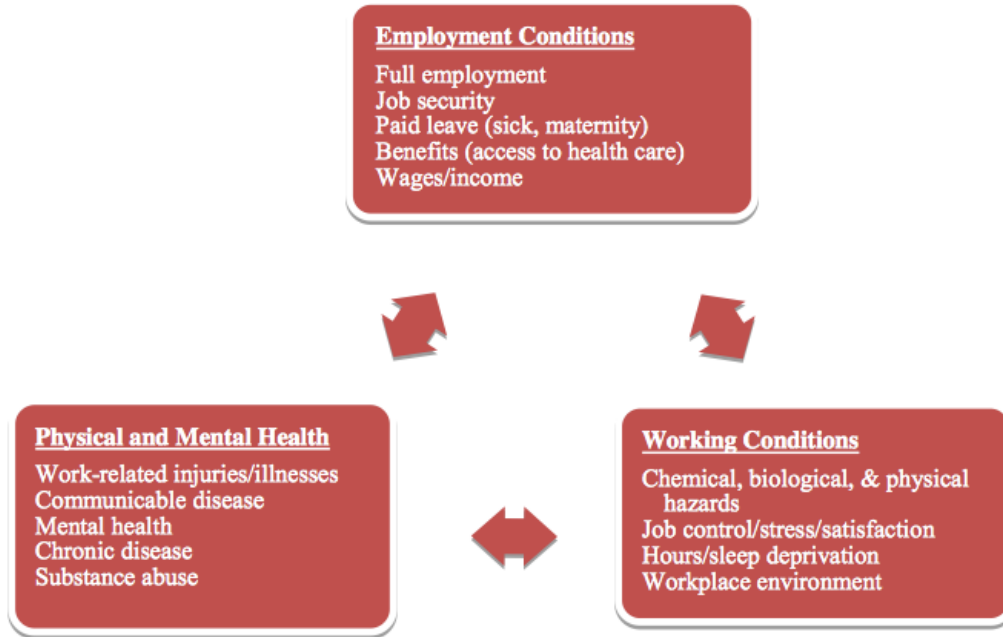 Employment Conditions
Full employment
Job security
Paid leave (sick, maternity)
Benefits (access to health care)
Wages/income
Physical and Mental Health
Work-related injuries/illnesses
Communicable disease
Mental health
Chronic disease
Substance abuse
Working Conditions
Chemical, biological, & physical
hazards
Job control/stress/satisfaction
Hours/sleep deprivation
Workplace environment